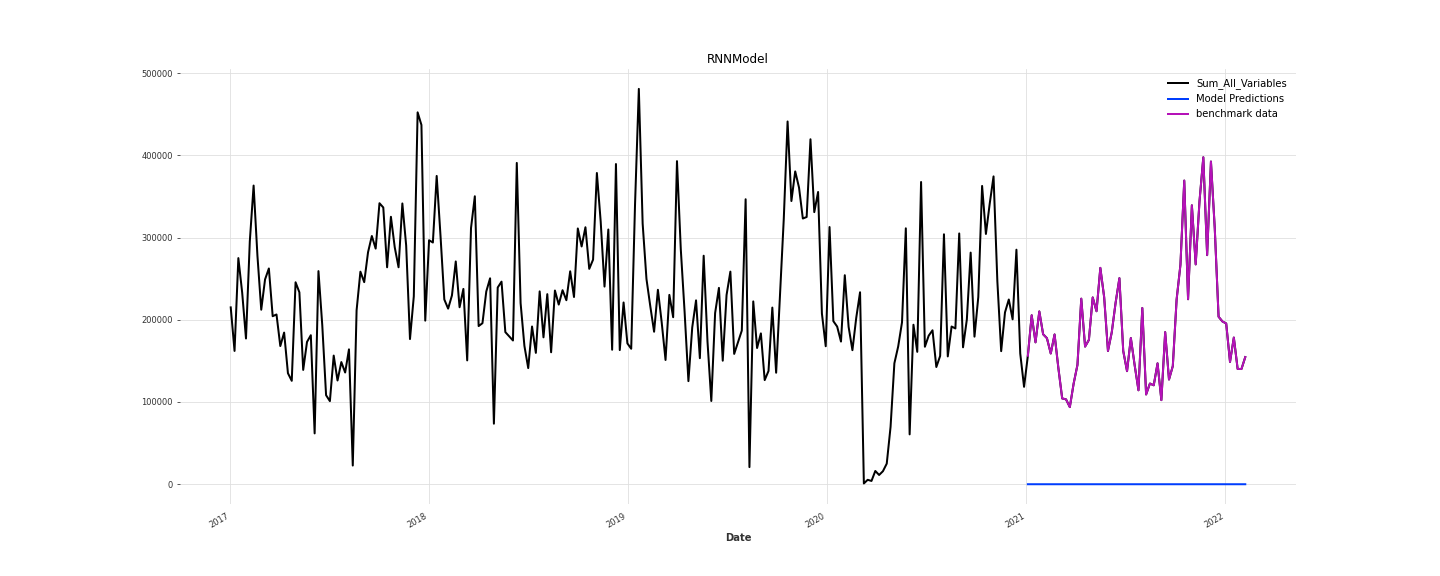 RNNModel
500000
400000
300000
200000
100000
0
Sum_All_Variables
Model Predictions
benchmark data
2017
2018
2019
2020
2021
2022
Date